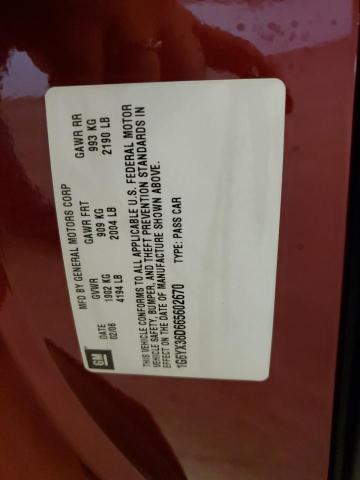 MFD BY GENERAL MOTORS CORP
DATE GVWR GAWR FRT GAWR RR
02/06 1902 KG 909 KG 993 KG
4194 LB 2004 LB 2190 LB
GM
THIS VEHICLE CONFORMS TO ALL APPLICABLE U.S. FEDERAL MOTOR
VEHICLE SAFETY, BUMPER, AND THEFT PREVENTION STANDARDS IN
EFFECT ON THE DATE OF MANUFACTURE SHOWN ABOVE.
1G6YX36D665602670 TYPE: PASS CAR